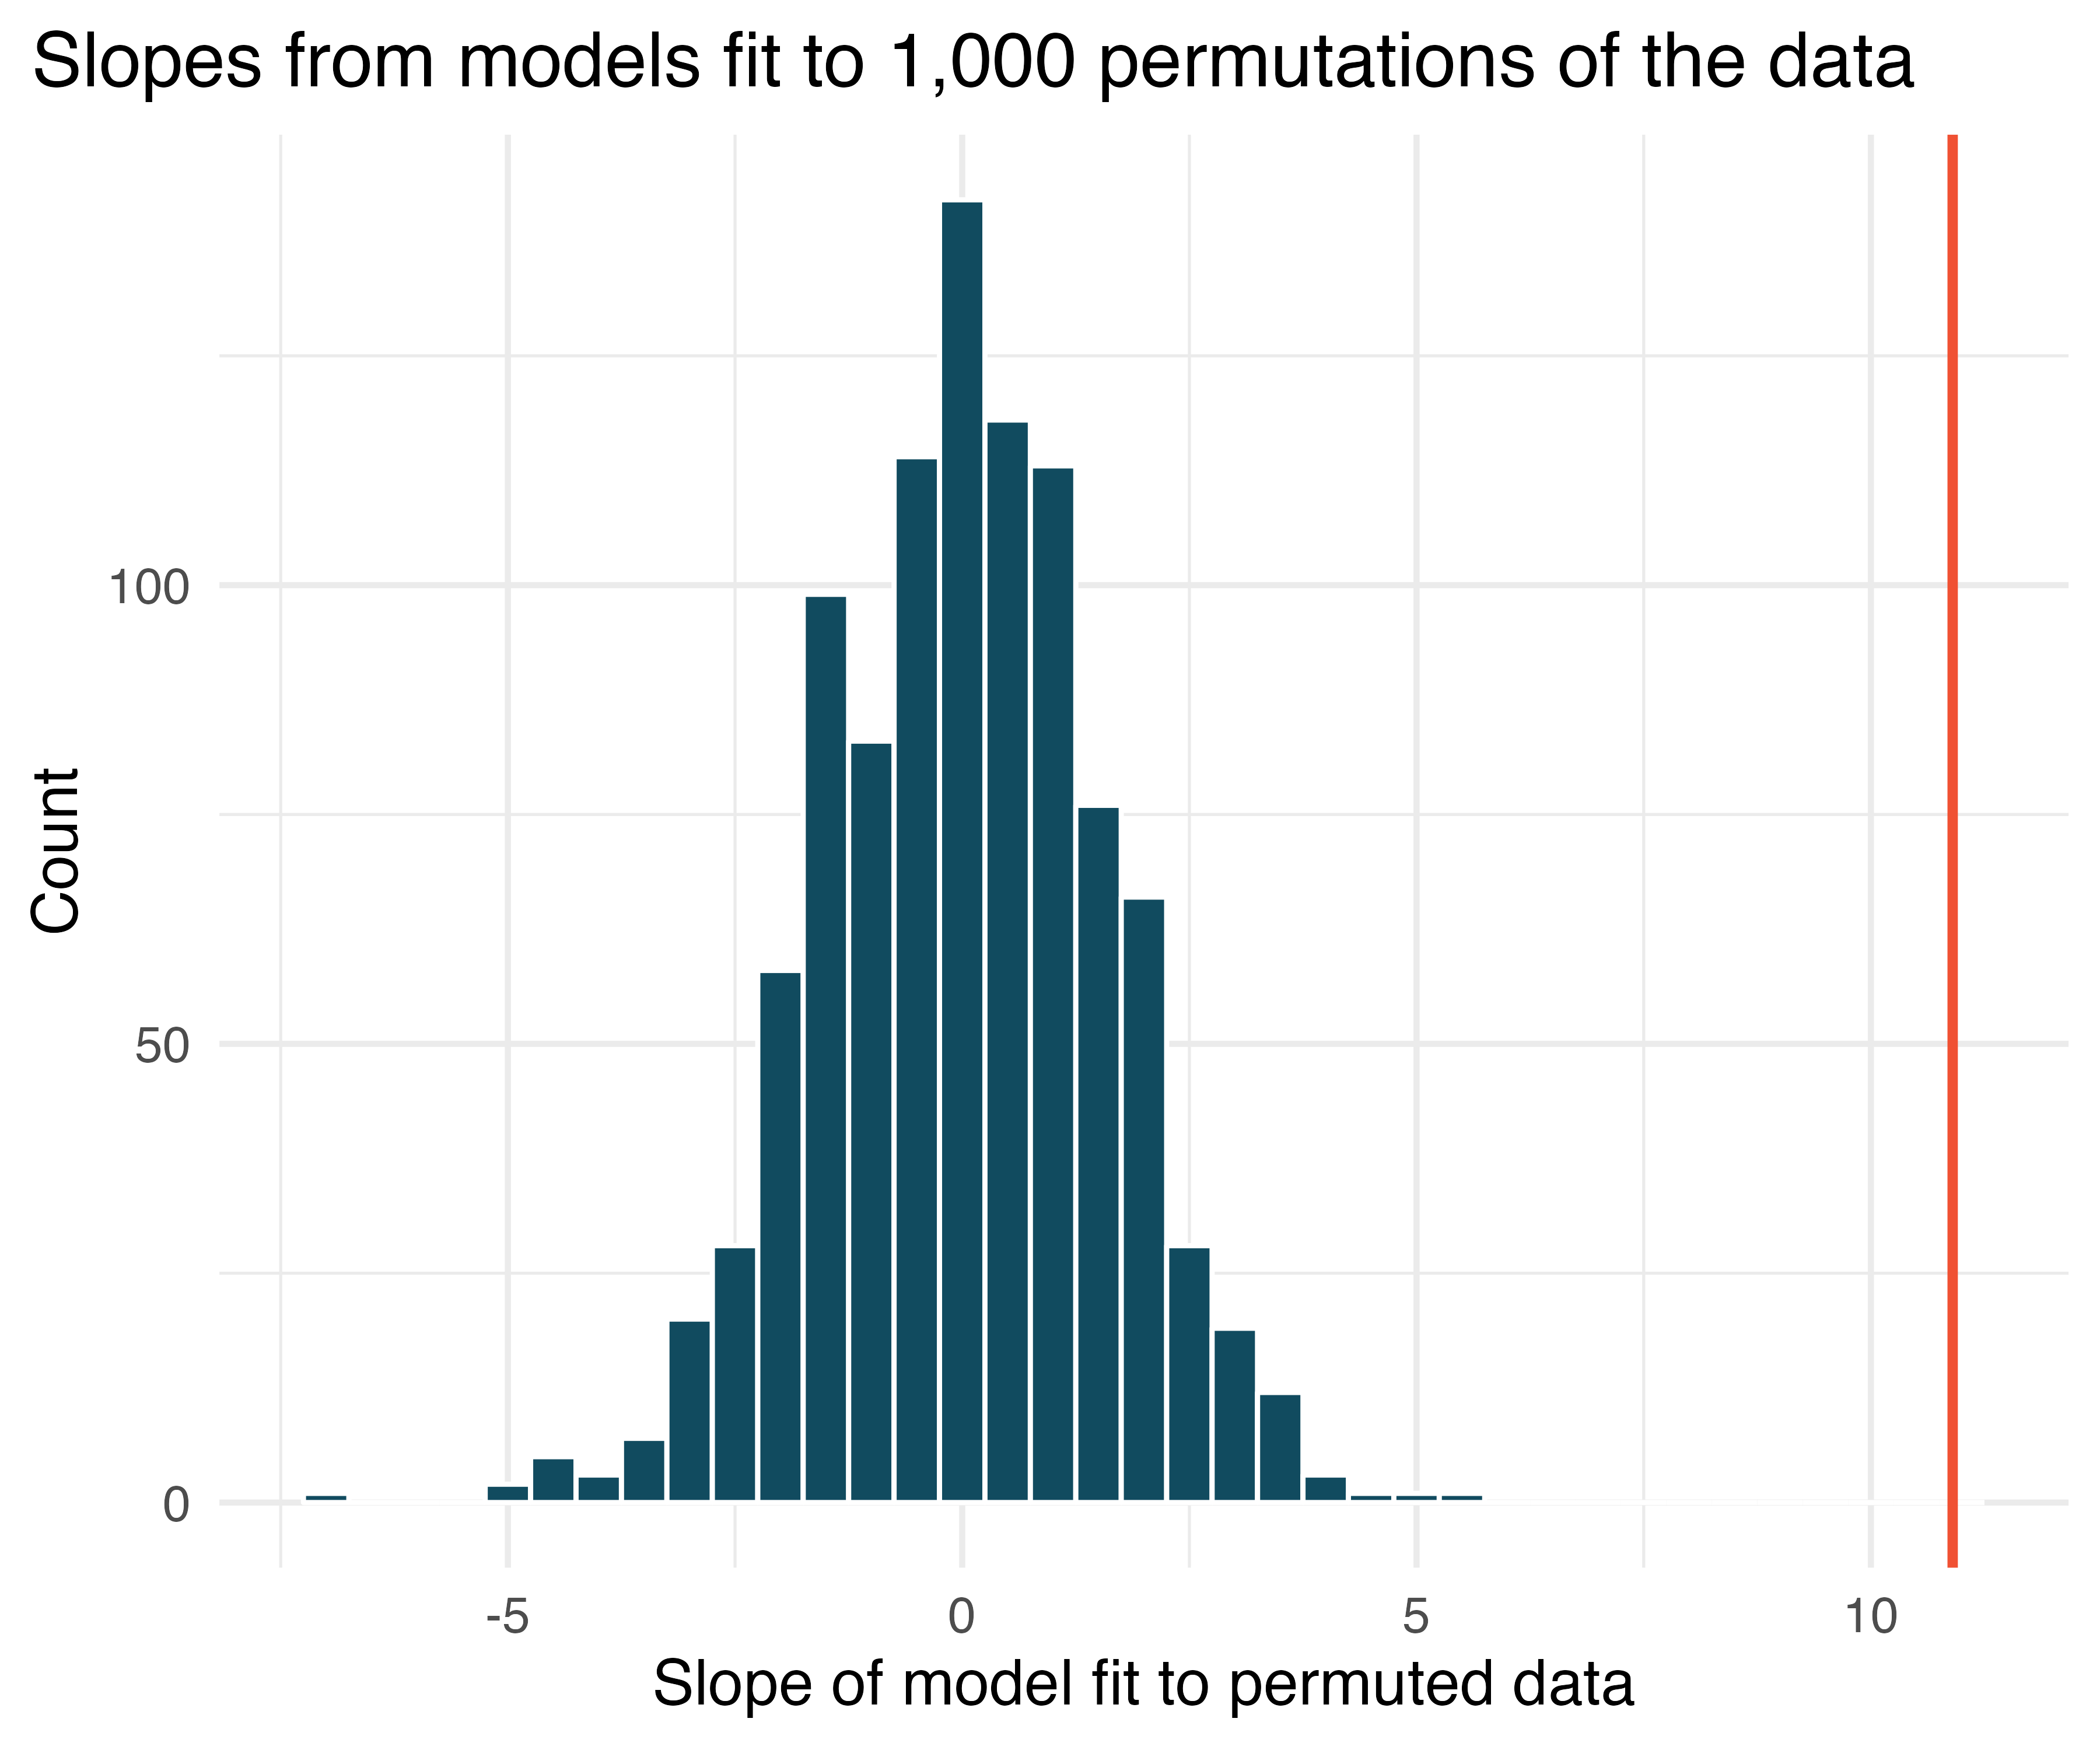 Slopes from models fit to 1,000 permutations of the data
Count
100
50
0
-5 0 5 10
Slope of model fit to permuted data